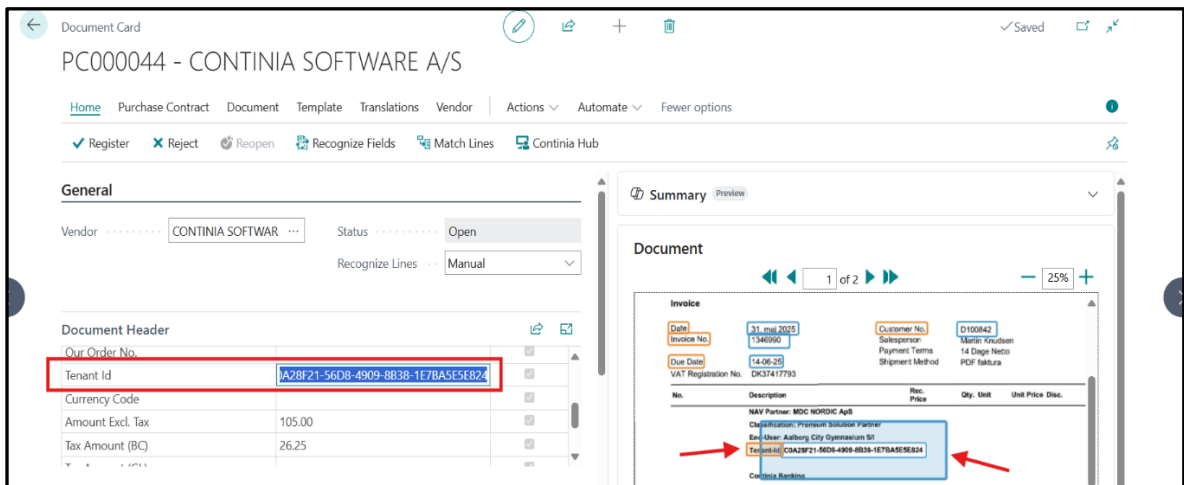 Document Card
Saved
PC000044 - CONTINIA SOFTWARE A/S
Home Purchase Contract Document Template Translations Vendor Actions Automate Fewer options
Register Reject Reopen Recognize Fields Match Lines Continia Hub
General
Vendor CONTINIA SOFTWAR ... Status Open
Recognize Lines Manual
Document Header
Our Order No.
Tenant Id A28F21-56D8-4909-8B38-1E7BA5E5E824
Currency Code
Amount Excl. Tax 105.00
Tax Amount (BC) 26.25
Summary Preview
Document
1 of 2 25%
Invoice
Date 31. maj 2025 Customer No. D100842
Invoice No. 1346990 Salesperson Martin Knudsen
Payment Terms 14 Dage Netto
Due Date 14-06-25 Shipment Method PDF faktura
VAT Registration No. DK37417793
No. Description Rec. Price Qty. Unit Unit Price Disc.
NAV Partner: MDC NORDIC ApS
Classification: Premium Solution Partner
End-User: Aalborg City Gymnasium S/I
Tenant-Id: C0A28F21-56D8-4909-8B38-1E7BA5E5E824
Continia Banking